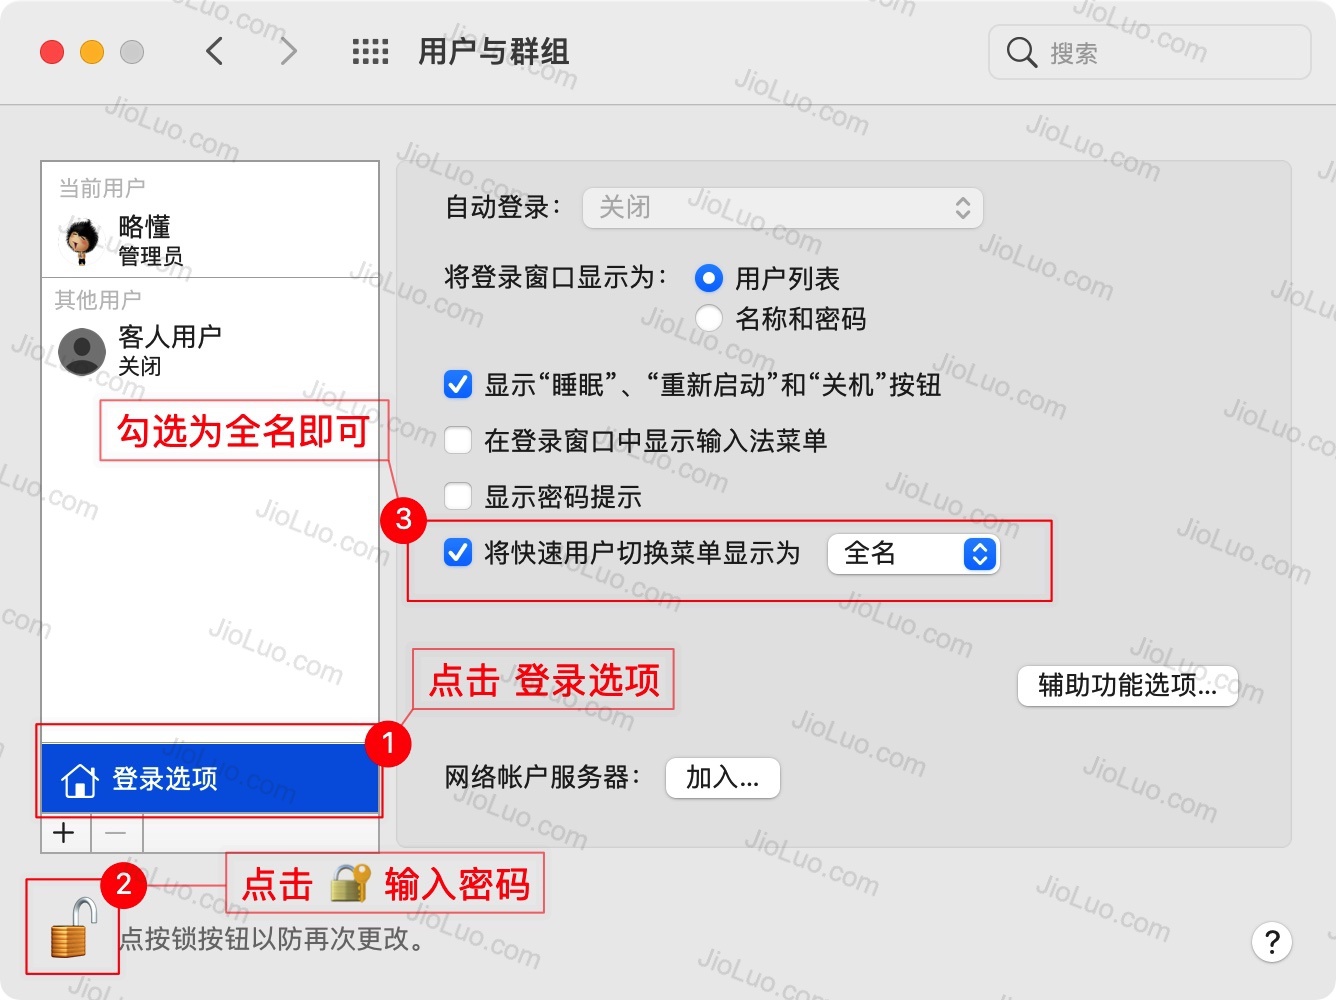 用户与群组
搜索
当前用户
略懂
管理员
其他用户
客人用户
关闭
勾选为全名即可
登录选项
自动登录：
关闭
将登录窗口显示为：
用户列表
名称和密码
显示“睡眠”、“重新启动”和“关机”按钮
在登录窗口中显示输入法菜单
显示密码提示
3
将快速用户切换菜单显示为
全名
点击 登录选项
1
辅助功能选项...
网络帐户服务器：
加入...
2
点击 🔐 输入密码
点按锁按钮以防再次更改。
?
JioLuo.com